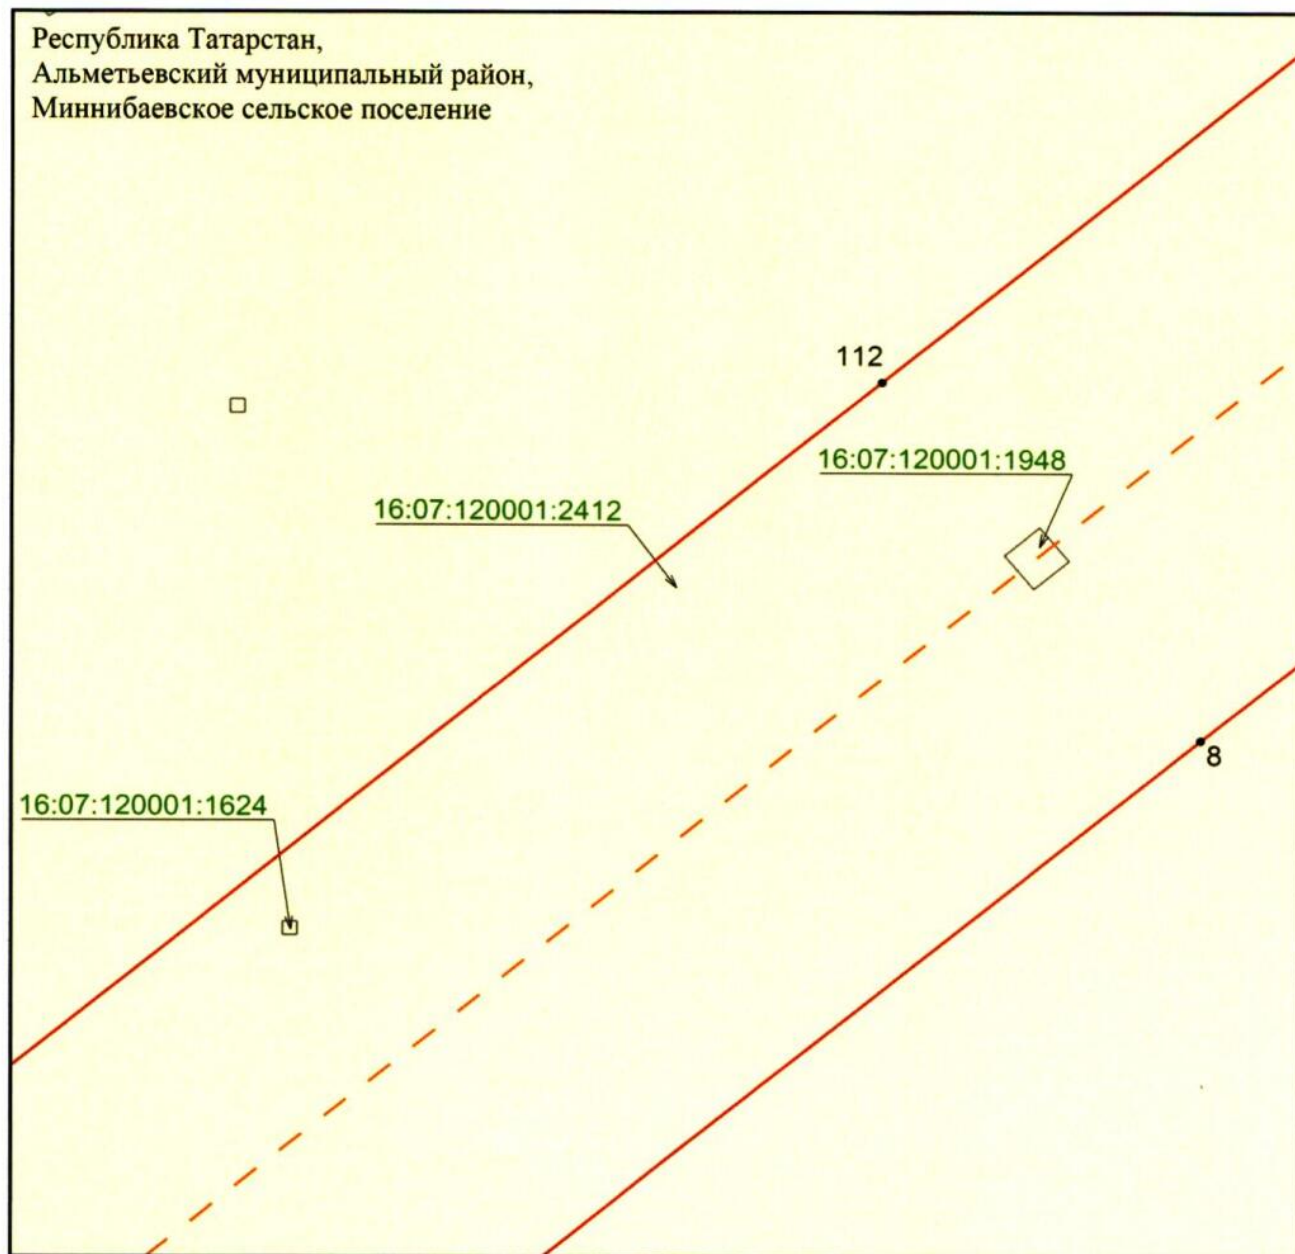 Республика Татарстан,
Альметьевский муниципальный район,
Миннибаевское сельское поселение
112
16:07:120001:1948
16:07:120001:2412
8
16:07:120001:1624